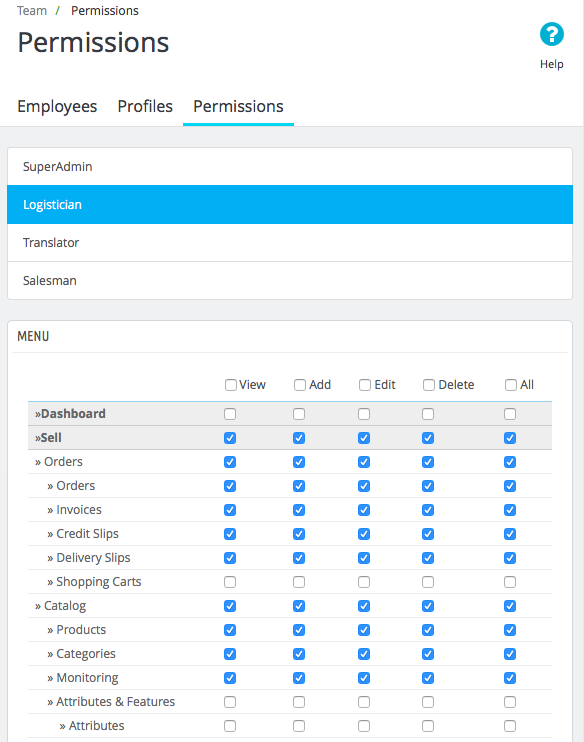 Team / Permissions
Permissions
?
Help
Employees Profiles Permissions
SuperAdmin
Logistician
Translator
Salesman
MENU
View Add Edit Delete All
»Dashboard
»Sell
» Orders
» Orders
» Invoices
» Credit Slips
» Delivery Slips
» Shopping Carts
» Catalog
» Products
» Categories
» Monitoring
» Attributes & Features
» Attributes